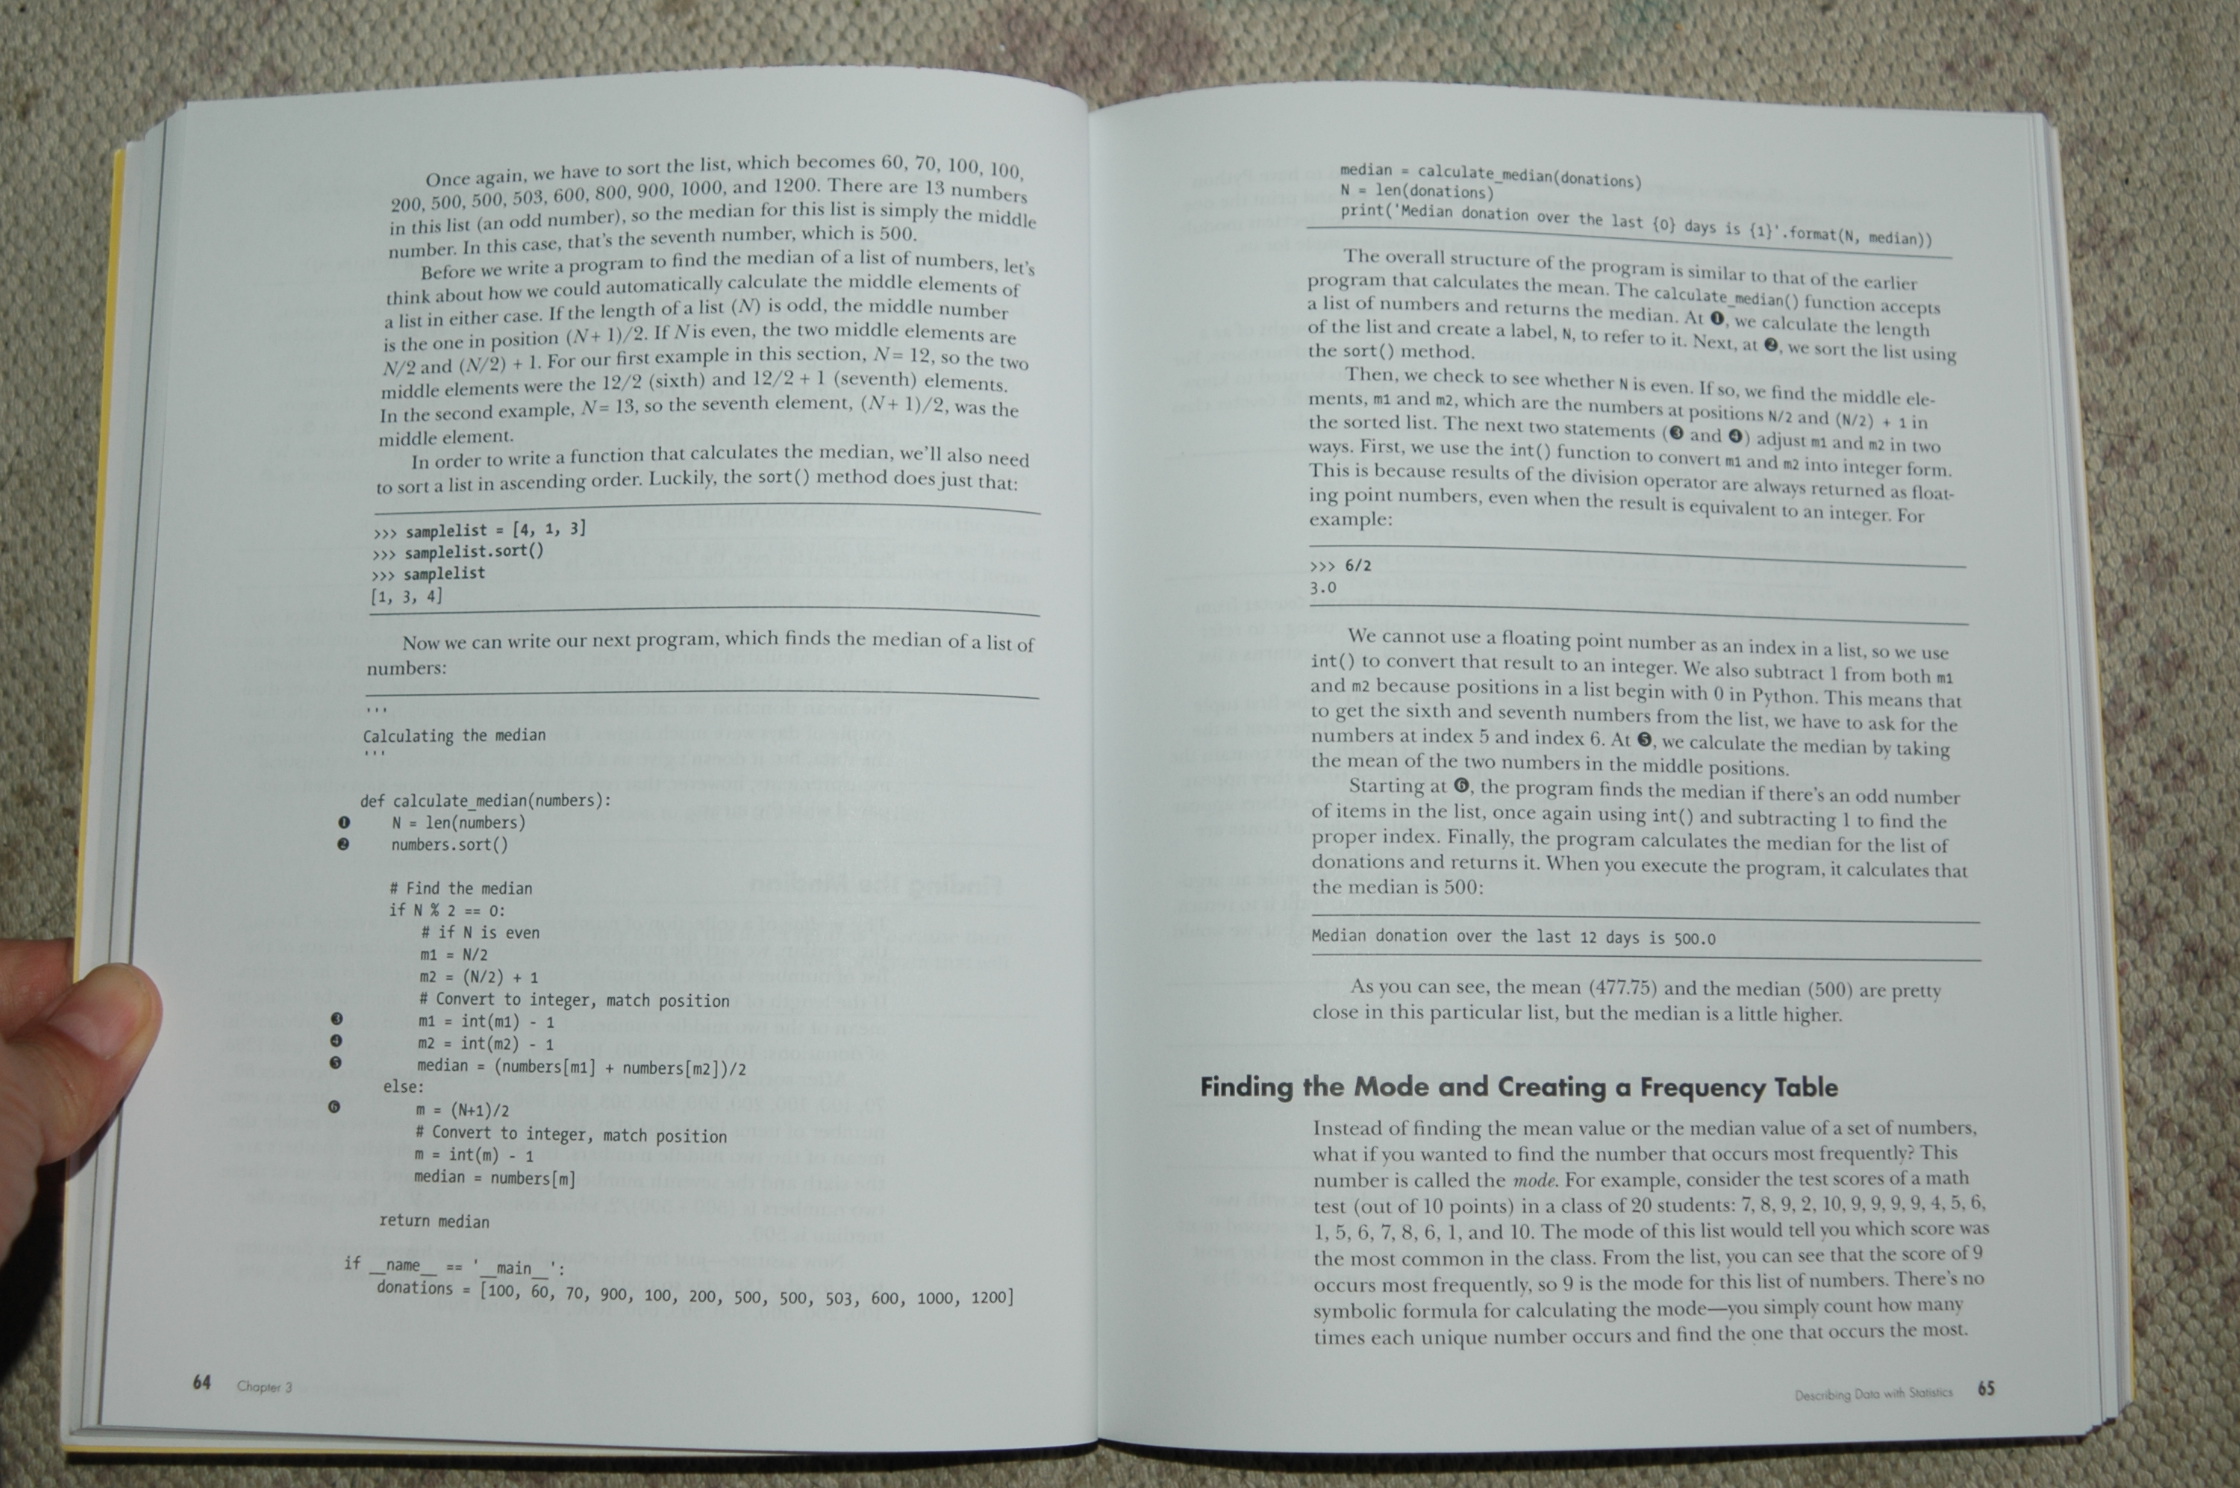 Once again, we have to sort the list, which becomes 60, 70, 100, 100,
200, 500, 500, 503, 600, 800, 900, 1000, and 1200. There are 13 numbers
in this list (an odd number), so the median for this list is simply the middle
number. In this case, that's the seventh number, which is 500.
Before we write a program to find the median of a list of numbers, let's
think about how we could automatically calculate the middle elements of
a list in either case. If the length of a list (N) is odd, the middle number
is the one in position (N + 1)/2. If N is even, the two middle elements are
N/2 and (N/2) + 1. For our first example in this section, N = 12, so the two
middle elements were the 12/2 (sixth) and 12/2 + 1 (seventh) elements.
In the second example, N = 13, so the seventh element, (N + 1)/2, was the
middle element.
In order to write a function that calculates the median, we'll also need
to sort a list in ascending order. Luckily, the sort() method does just that:
>>> samplelist = [4, 1, 3]
>>> samplelist.sort()
>>> samplelist
[1, 3, 4]
Now we can write our next program, which finds the median of a list of
numbers:
'''
Calculating the median
'''
def calculate_median(numbers):
❶ N = len(numbers)
❷ numbers.sort()
# Find the median
if N % 2 == 0:
# if N is even
m1 = N/2
m2 = (N/2) + 1
# Convert to integer, match position
❸ m1 = int(m1) - 1
❹ m2 = int(m2) - 1
❺ median = (numbers[m1] + numbers[m2])/2
else:
❻ m = (N+1)/2
# Convert to integer, match position
m = int(m) - 1
median = numbers[m]
return median
if __name__ == '__main__':
donations = [100, 60, 70, 900, 100, 200, 500, 500, 503, 600, 1000, 1200]
64 Chapter 3
median = calculate_median(donations)
N = len(donations)
print('Median donation over the last {0} days is {1}'.format(N, median))
The overall structure of the program is similar to that of the earlier
program that calculates the mean. The calculate_median() function accepts
a list of numbers and returns the median. At ❶, we calculate the length
of the list and create a label, N, to refer to it. Next, at ❷, we sort the list using
the sort() method.
Then, we check to see whether N is even. If so, we find the middle ele-
ments, m1 and m2, which are the numbers at positions N/2 and (N/2) + 1 in
the sorted list. The next two statements (❸ and ❹) adjust m1 and m2 in two
ways. First, we use the int() function to convert m1 and m2 into integer form.
This is because results of the division operator are always returned as float-
ing point numbers, even when the result is equivalent to an integer. For
example:
>>> 6/2
3.0
We cannot use a floating point number as an index in a list, so we use
int() to convert that result to an integer. We also subtract 1 from both m1
and m2 because positions in a list begin with 0 in Python. This means that
to get the sixth and seventh numbers from the list, we have to ask for the
numbers at index 5 and index 6. At ❺, we calculate the median by taking
the mean of the two numbers in the middle positions.
Starting at ❻, the program finds the median if there's an odd number
of items in the list, once again using int() and subtracting 1 to find the
proper index. Finally, the program calculates the median for the list of
donations and returns it. When you execute the program, it calculates that
the median is 500:
Median donation over the last 12 days is 500.0
As you can see, the mean (477.75) and the median (500) are pretty
close in this particular list, but the median is a little higher.
Finding the Mode and Creating a Frequency Table
Instead of finding the mean value or the median value of a set of numbers,
what if you wanted to find the number that occurs most frequently? This
number is called the mode. For example, consider the test scores of a math
test (out of 10 points) in a class of 20 students: 7, 8, 9, 2, 10, 9, 9, 9, 9, 4, 5, 6,
1, 5, 6, 7, 8, 6, 1, and 10. The mode of this list would tell you which score was
the most common in the class. From the list, you can see that the score of 9
occurs most frequently, so 9 is the mode for this list of numbers. There's no
symbolic formula for calculating the mode—you simply count how many
times each unique number occurs and find the one that occurs the most.
Describing Data with Statistics 65